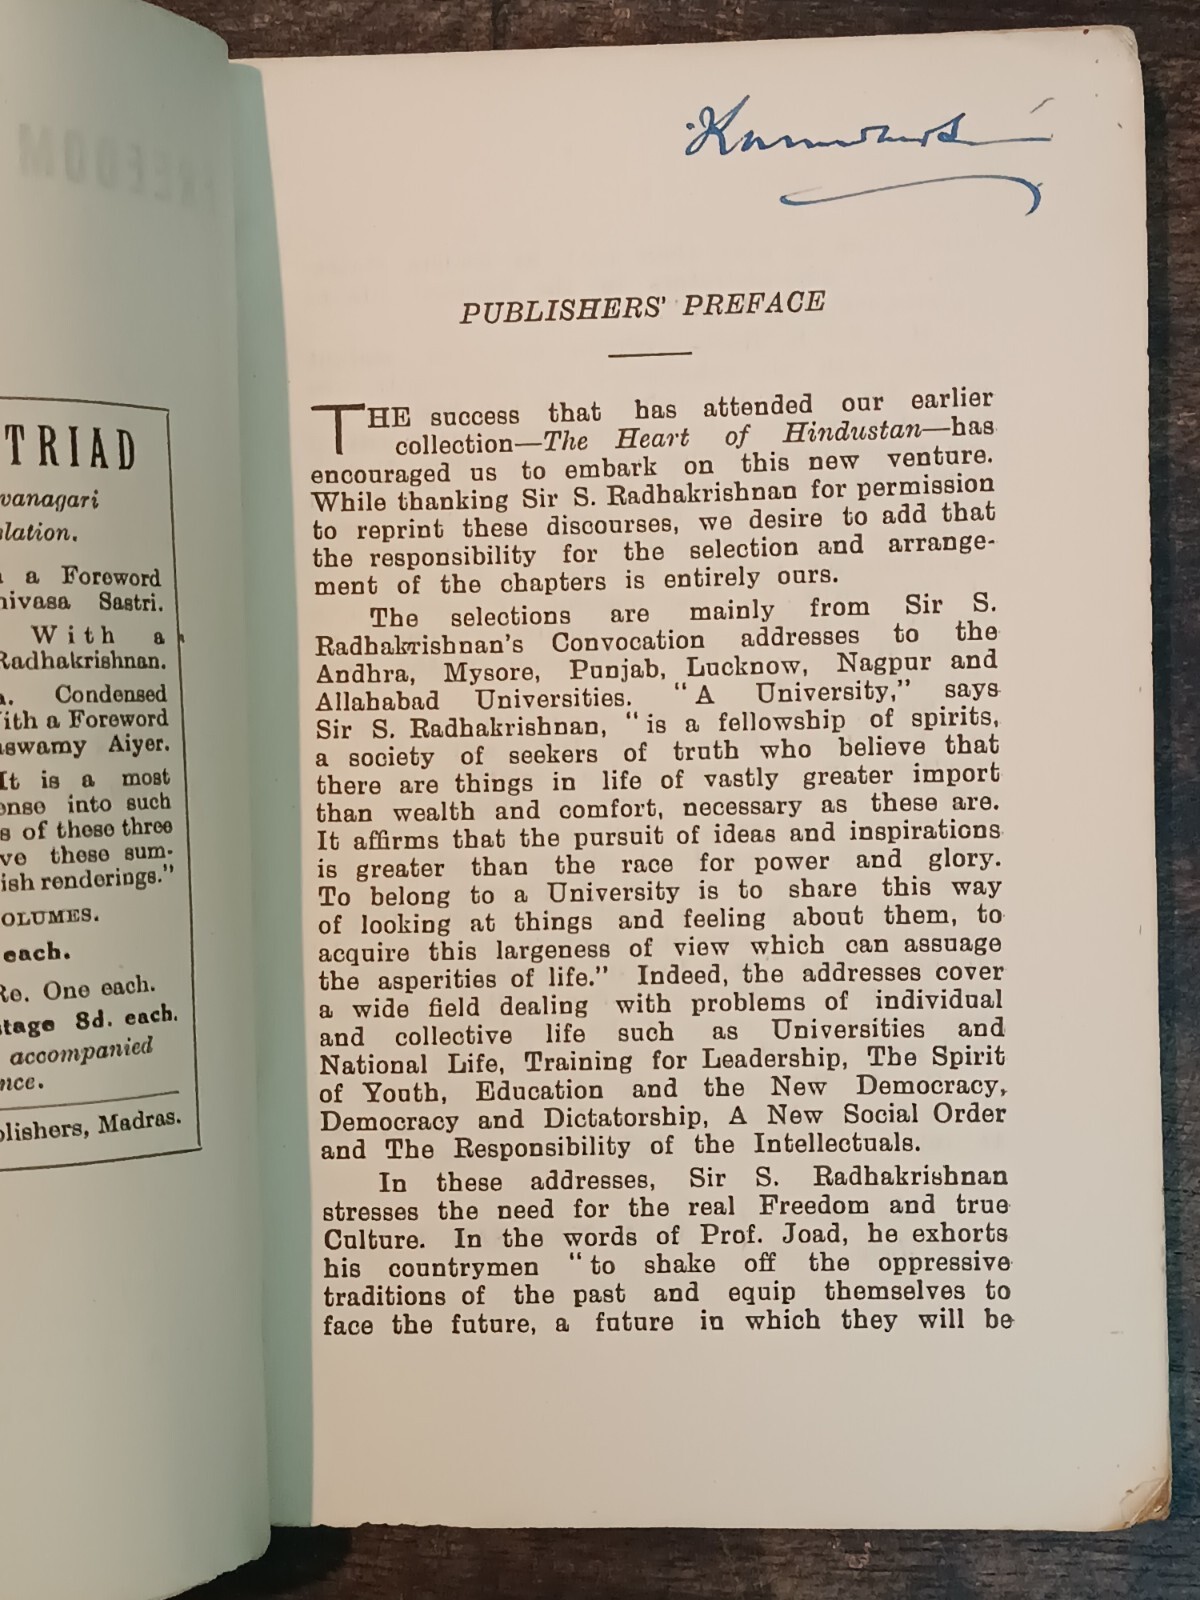 FREEDOM
TRIAD
vanagari
lation.
a Foreword
nivasa Sastri.
With a
Radhakrishnan.
Condensed
ith a Foreword
aswamy Aiyer.
It is a most
ense into such
s of these three
ve these sum-
ish renderings."
OLUMES.
each.
Re. One each.
tage 8d. each.
accompanied
nce.
blishers, Madras.
PUBLISHERS' PREFACE
THE success that has attended our earlier
collection—The Heart of Hindustan—has
encouraged us to embark on this new venture.
While thanking Sir S. Radhakrishnan for permission
to reprint these discourses, we desire to add that
the responsibility for the selection and arrange-
ment of the chapters is entirely ours.
The selections are mainly from Sir S.
Radhakrishnan's Convocation addresses to the
Andhra, Mysore, Punjab, Lucknow, Nagpur and
Allahabad Universities. "A University," says
Sir S. Radhakrishnan, "is a fellowship of spirits,
a society of seekers of truth who believe that
there are things in life of vastly greater import
than wealth and comfort, necessary as these are.
It affirms that the pursuit of ideas and inspirations
is greater than the race for power and glory.
To belong to a University is to share this way
of looking at things and feeling about them, to
acquire this largeness of view which can assuage
the asperities of life." Indeed, the addresses cover
a wide field dealing with problems of individual
and collective life such as Universities and
National Life, Training for Leadership, The Spirit
of Youth, Education and the New Democracy,
Democracy and Dictatorship, A New Social Order
and The Responsibility of the Intellectuals.
In these addresses, Sir S. Radhakrishnan
stresses the need for the real Freedom and true
Culture. In the words of Prof. Joad, he exhorts
his countrymen "to shake off the oppressive
traditions of the past and equip themselves to
face the future, a future in which they will be